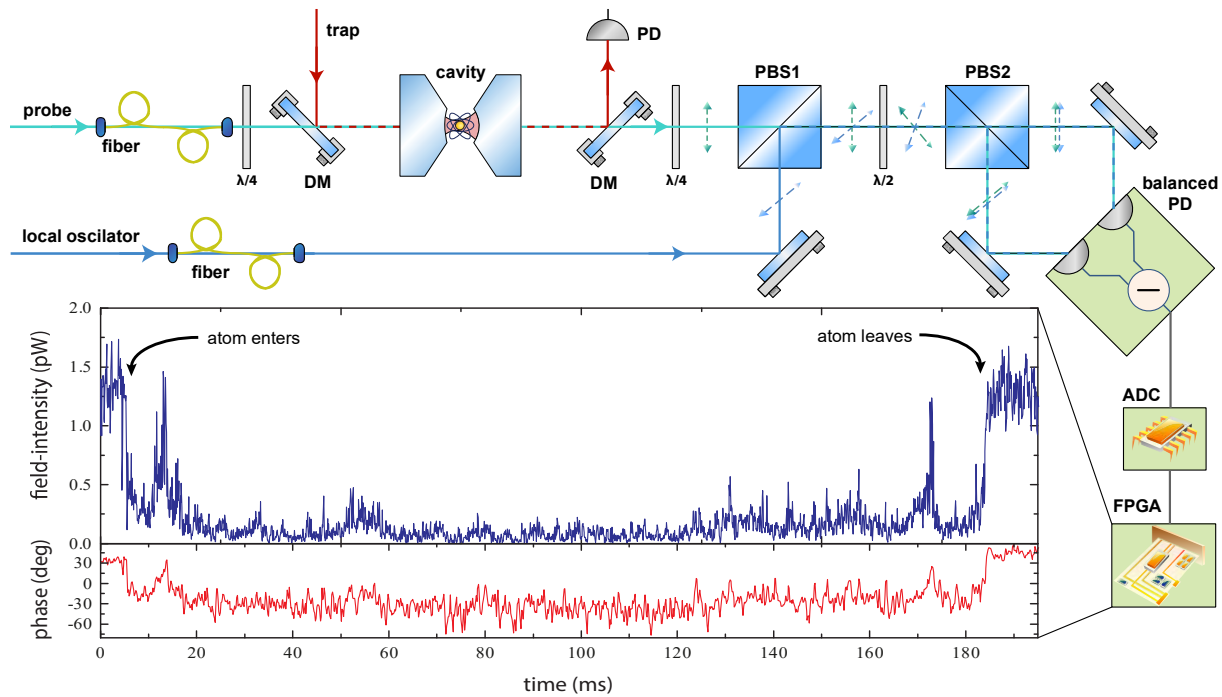 trap
PD
cavity
PBS1
PBS2
probe
fiber
λ/4
DM
DM
λ/4
λ/2
balanced
PD
local oscilator
fiber
2.0
1.5
1.0
0.5
0.0
field-intensity (pW)
atom enters
atom leaves
ADC
FPGA
30
0
-30
-60
phase (deg)
0
20
40
60
80
100
120
140
160
180
time (ms)